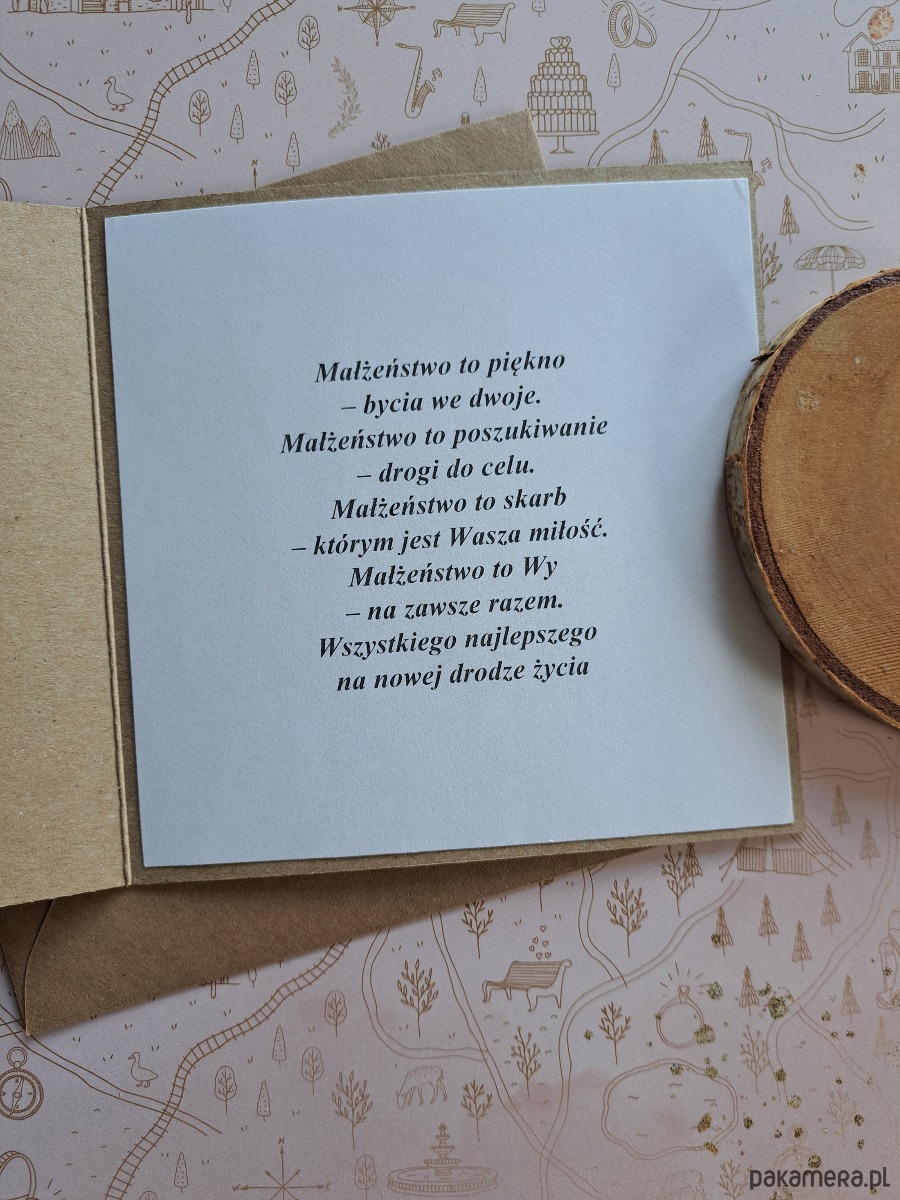 Małżeństwo to piękno
– bycia we dwoje.
Małżeństwo to poszukiwanie
– drogi do celu.
Małżeństwo to skarb
– którym jest Wasza miłość.
Małżeństwo to Wy
– na zawsze razem.
Wszystkiego najlepszego
na nowej drodze życia
pakamera.pl